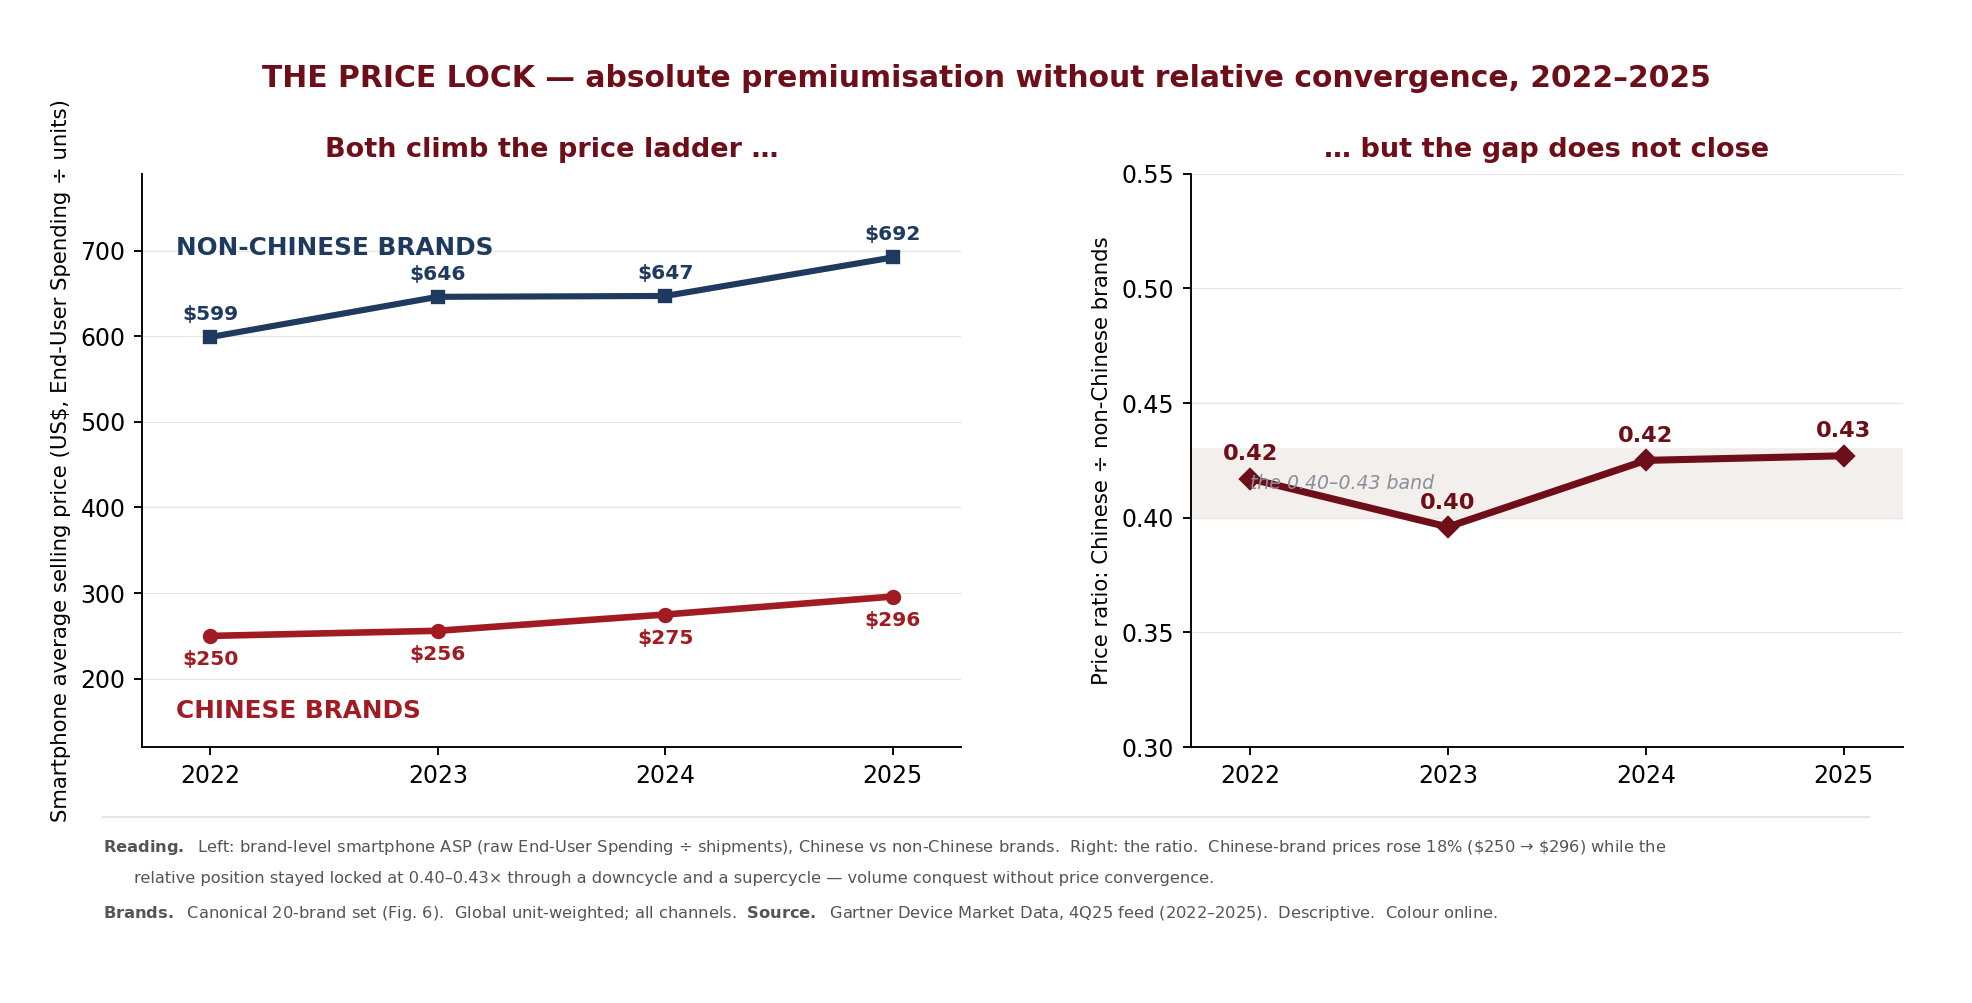 THE PRICE LOCK — absolute premiumisation without relative convergence, 2022–2025
Both climb the price ladder ...
Smartphone average selling price (US$, End-User Spending ÷ units)
700
600
500
400
300
200
NON-CHINESE BRANDS
$599
$646
$647
$692
$250
$256
$275
$296
CHINESE BRANDS
2022
2023
2024
2025
... but the gap does not close
Price ratio: Chinese ÷ non-Chinese brands
0.55
0.50
0.45
0.40
0.35
0.30
0.42
the 0.40–0.43 band
0.40
0.42
0.43
2022
2023
2024
2025
Reading. Left: brand-level smartphone ASP (raw End-User Spending ÷ shipments), Chinese vs non-Chinese brands. Right: the ratio. Chinese-brand prices rose 18% ($250 → $296) while the
relative position stayed locked at 0.40–0.43× through a downcycle and a supercycle — volume conquest without price convergence.
Brands. Canonical 20-brand set (Fig. 6). Global unit-weighted; all channels. Source. Gartner Device Market Data, 4Q25 feed (2022–2025). Descriptive. Colour online.